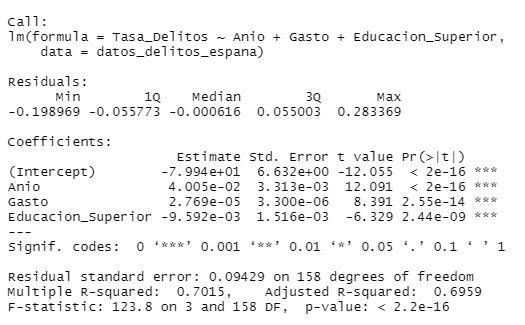 Call:
lm(formula = Tasa_Delitos ~ Anio + Gasto + Educacion_Superior,
    data = datos_delitos_espana)
Residuals:
      Min        1Q    Median        3Q       Max
-0.198969 -0.055773 -0.000616  0.055003  0.283369
Coefficients:
                     Estimate Std. Error t value Pr(>|t|)
(Intercept)        -7.994e+01  6.632e+00 -12.055  < 2e-16 ***
Anio                4.005e-02  3.313e-03  12.091  < 2e-16 ***
Gasto               2.769e-05  3.300e-06   8.391 2.55e-14 ***
Educacion_Superior -9.592e-03  1.516e-03  -6.329 2.44e-09 ***
---
Signif. codes:  0 ‘***’ 0.001 ‘**’ 0.01 ‘*’ 0.05 ‘.’ 0.1 ‘ ’ 1
Residual standard error: 0.09429 on 158 degrees of freedom
Multiple R-squared:  0.7015,    Adjusted R-squared:  0.6959
F-statistic: 123.8 on 3 and 158 DF,  p-value: < 2.2e-16